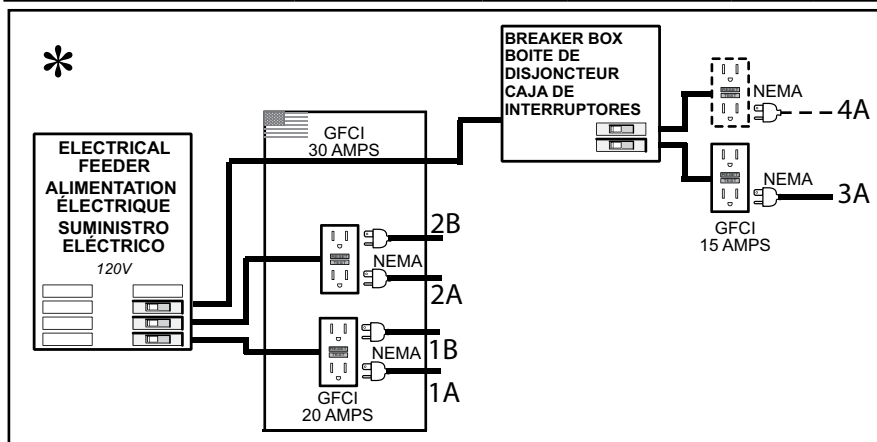 *
ELECTRICAL
FEEDER
ALIMENTATION
ÉLECTRIQUE
SUMINISTRO
ELÉCTRICO
120V
GFCI
30 AMPS
2B
NEMA
2A
1B
NEMA
1A
GFCI
20 AMPS
BREAKER BOX
BOITE DE
DISJONCTEUR
CAJA DE
INTERRUPTORES
NEMA
4A
NEMA
3A
GFCI
15 AMPS